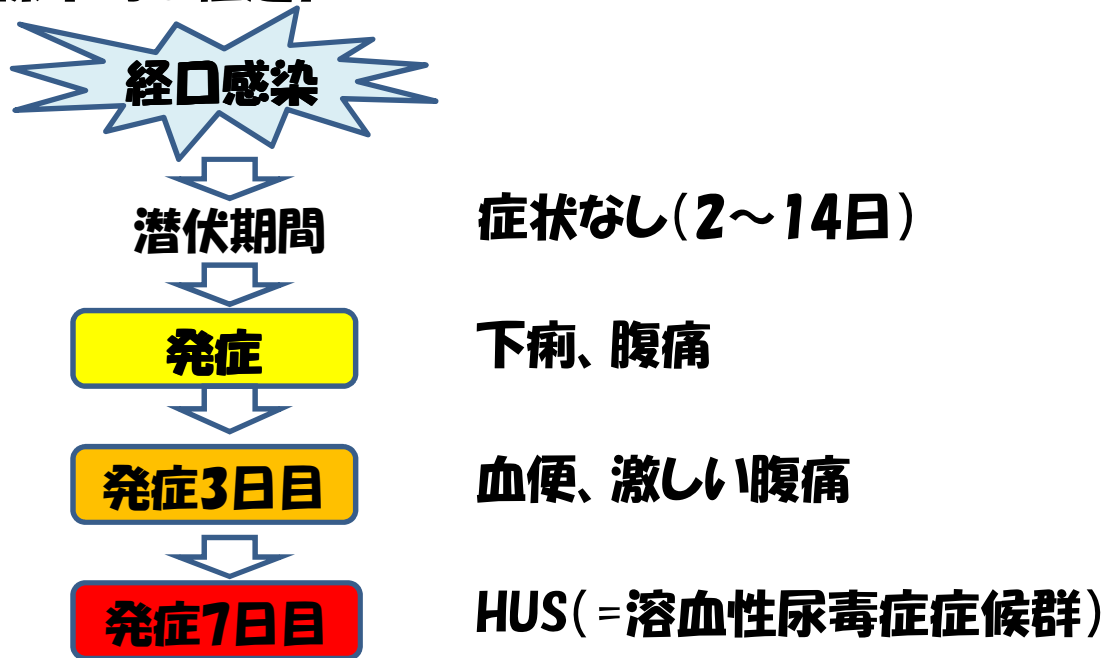 経口感染
潜伏期間 症状なし(2～14日)
発症 下痢、腹痛
発症3日目 血便、激しい腹痛
発症7日目 HUS(=溶血性尿毒症症候群)